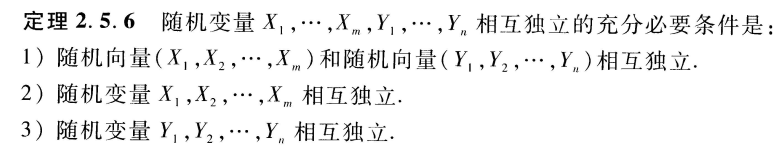 定理 2.5.6 随机变量 X₁,⋯,Xₘ,Y₁,⋯,Yₙ 相互独立的充分必要条件是:
1) 随机向量(X₁,X₂,⋯,Xₘ)和随机向量(Y₁,Y₂,⋯,Yₙ)相互独立.
2) 随机变量 X₁,X₂,⋯,Xₘ 相互独立.
3) 随机变量 Y₁,Y₂,⋯,Yₙ 相互独立.